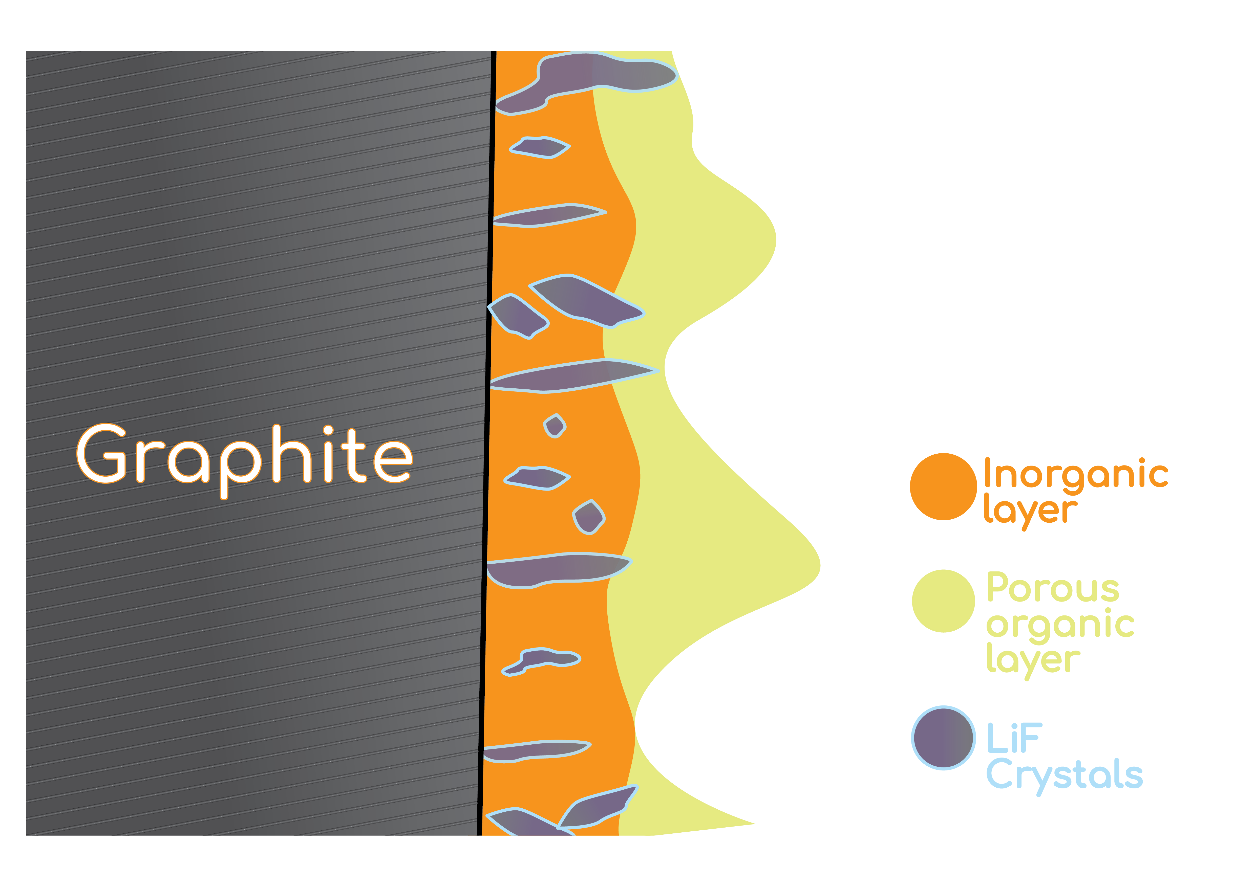 Graphite
Inorganic
layer
Porous
organic
layer
LiF
Crystals